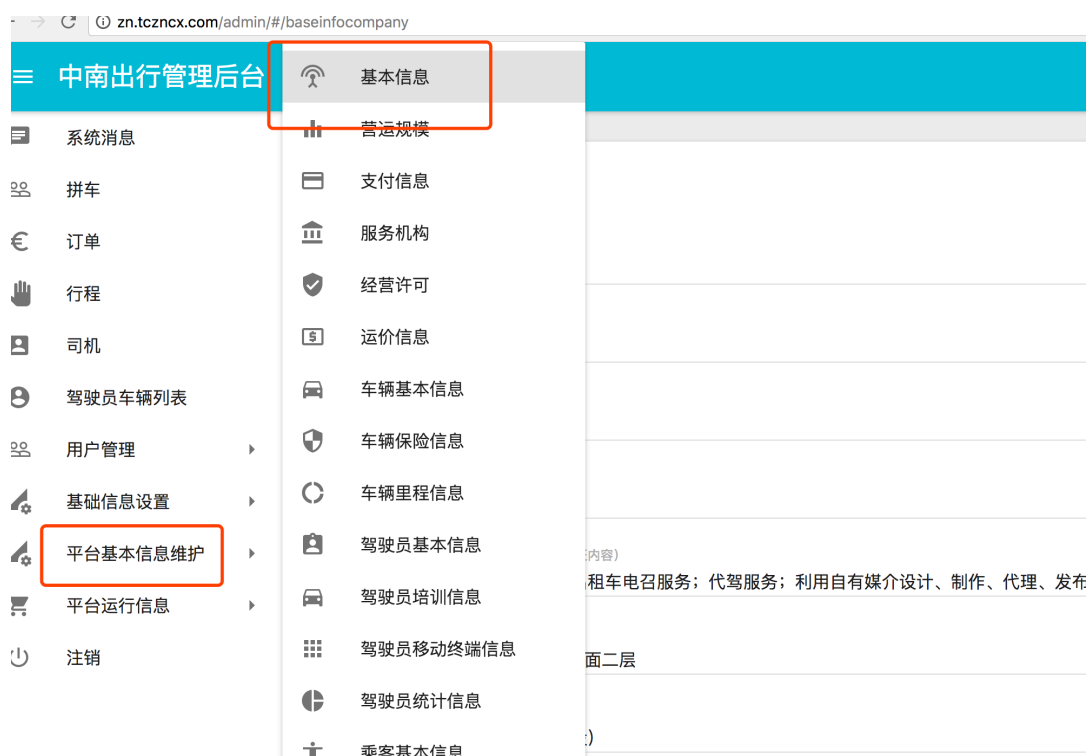 zn.tczncx.com/admin/#/baseinfocompany
中南出行管理后台
系统消息
拼车
订单
行程
司机
驾驶员车辆列表
用户管理
基础信息设置
平台基本信息维护
平台运行信息
注销
基本信息
营运规模
支付信息
服务机构
经营许可
运价信息
车辆基本信息
车辆保险信息
车辆里程信息
驾驶员基本信息
驾驶员培训信息
驾驶员移动终端信息
驾驶员统计信息
乘客基本信息
内容)
租车电召服务；代驾服务；利用自有媒介设计、制作、代理、发布
面二层
)